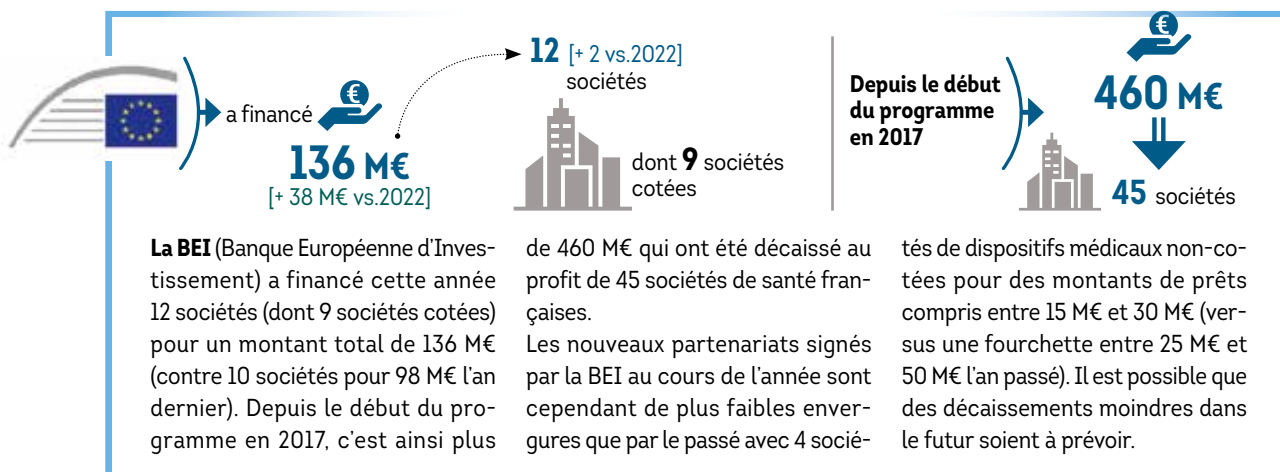 a financé
€
136 M€
[+ 38 M€ vs.2022]
12 [+ 2 vs.2022]
sociétés
dont 9 sociétés
cotées
Depuis le début
du programme
en 2017
€
460 M€
45 sociétés
La BEI (Banque Européenne d'Inves-
tissement) a financé cette année
12 sociétés (dont 9 sociétés cotées)
pour un montant total de 136 M€
(contre 10 sociétés pour 98 M€ l'an
dernier). Depuis le début du pro-
gramme en 2017, c'est ainsi plus
de 460 M€ qui ont été décaissé au
profit de 45 sociétés de santé fran-
çaises.
Les nouveaux partenariats signés
par la BEI au cours de l'année sont
cependant de plus faibles enver-
gures que par le passé avec 4 socié-
tés de dispositifs médicaux non-co-
tées pour des montants de prêts
compris entre 15 M€ et 30 M€ (ver-
sus une fourchette entre 25 M€ et
50 M€ l'an passé). Il est possible que
des décaissements moindres dans
le futur soient à prévoir.